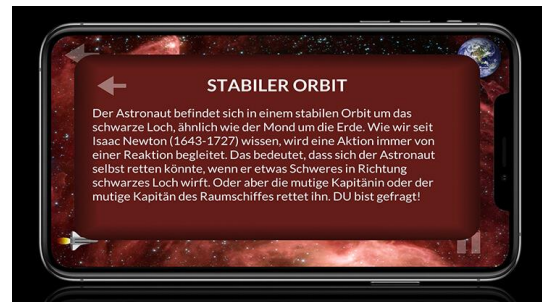 STABILER ORBIT
Der Astronaut befindet sich in einem stabilen Orbit um das
schwarze Loch, ähnlich wie der Mond um die Erde. Wie wir seit
Isaac Newton (1643-1727) wissen, wird eine Aktion immer von
einer Reaktion begleitet. Das bedeutet, dass sich der Astronaut
selbst retten könnte, wenn er etwas Schweres in Richtung
schwarzes Loch wirft. Oder aber die mutige Kapitänin oder der
mutige Kapitän des Raumschiffes rettet ihn. DU bist gefragt!